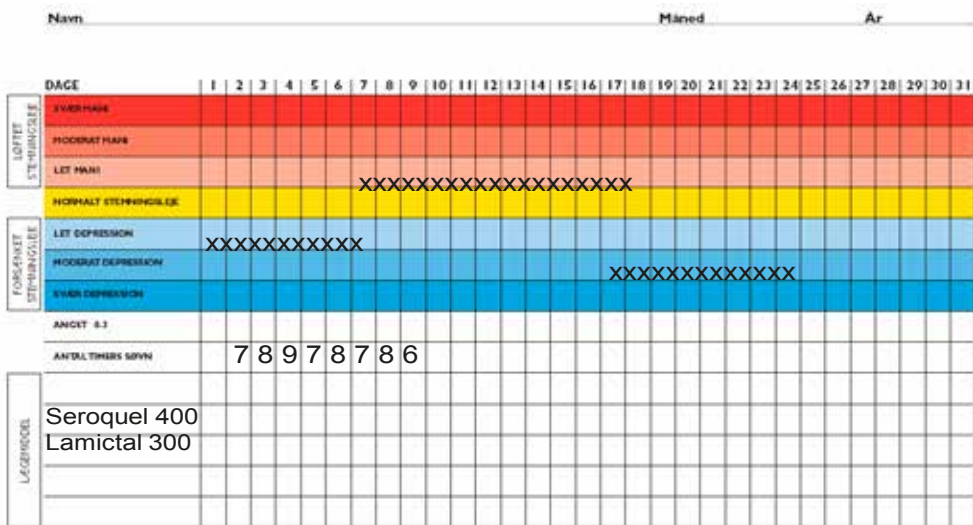 Navn Måned År
DAGE 1 2 3 4 5 6 7 8 9 10 11 12 13 14 15 16 17 18 19 20 21 22 23 24 25 26 27 28 29 30 31
LØFTET STEMNINGSLEJE
SVÆR MANI
MODERAT MANI
LET MANI
xxxxxxxxxxxxxxxxxxx
NORMALT STEMNINGSLEJE
FORSÆNKET STEMNINGSLEJE
LET DEPRESSION
xxxxxxxxxxx
MODERAT DEPRESSION
xxxxxxxxxxxxx
SVÆR DEPRESSION
ANGST 0-3
ANTAL TIMERS SØVN 7 8 9 7 8 7 8 6
LÆGEMIDDEL
Seroquel 400
Lamictal 300